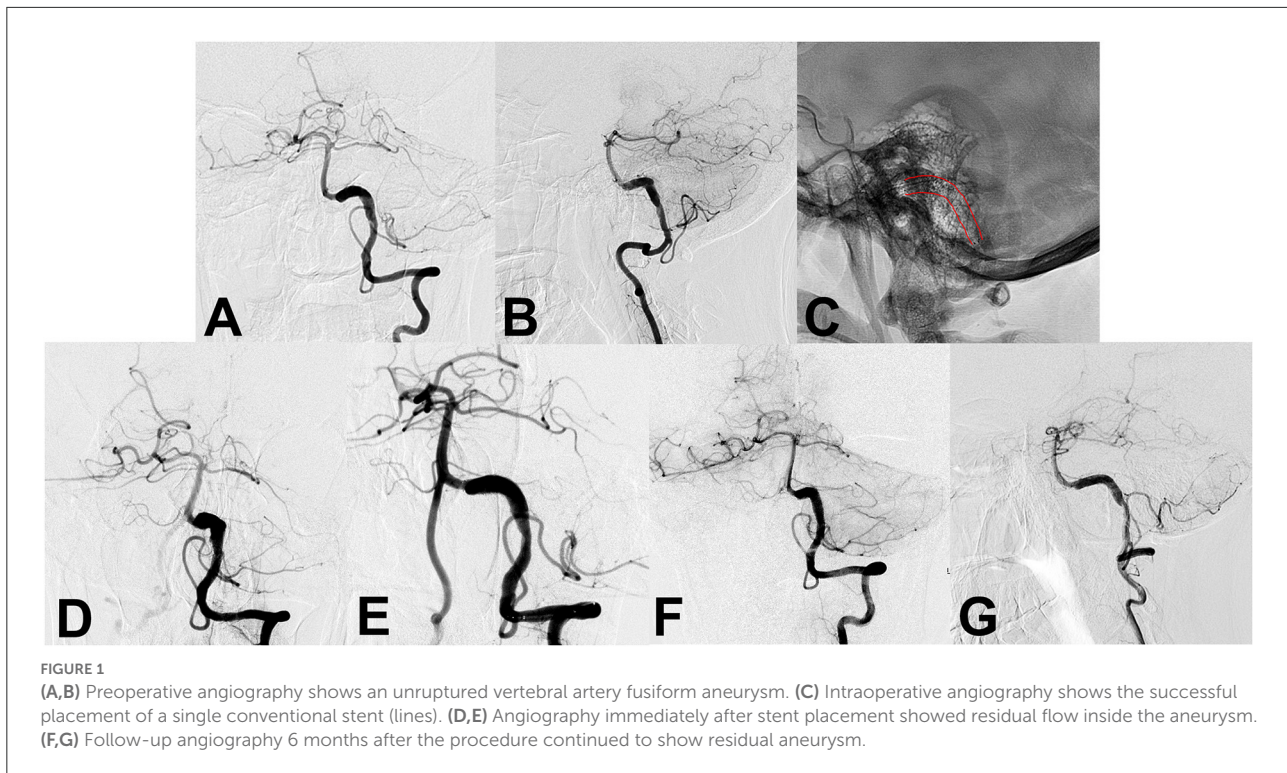 A
B
C
D
E
F
G
FIGURE 1
(A,B) Preoperative angiography shows an unruptured vertebral artery fusiform aneurysm. (C) Intraoperative angiography shows the successful
placement of a single conventional stent (lines). (D,E) Angiography immediately after stent placement showed residual flow inside the aneurysm.
(F,G) Follow-up angiography 6 months after the procedure continued to show residual aneurysm.